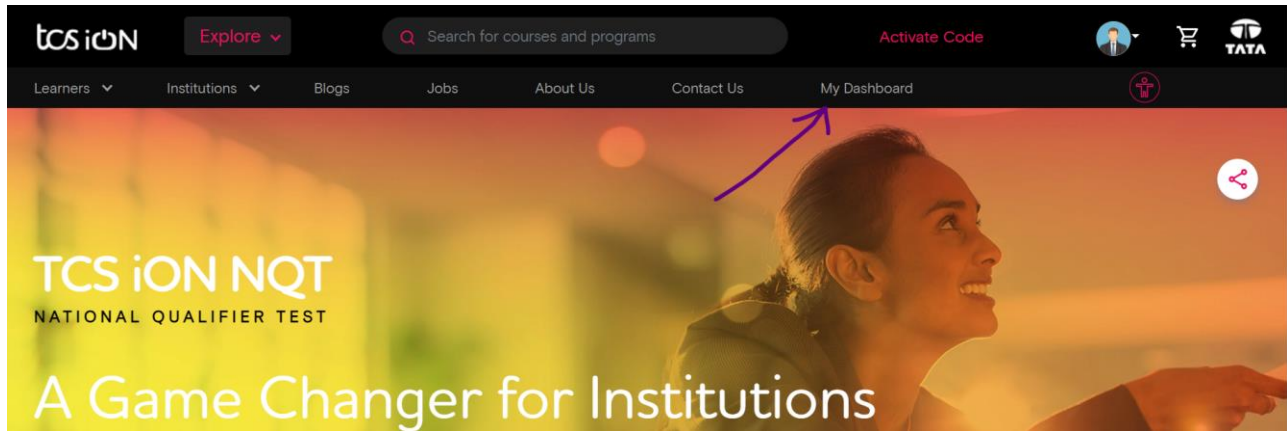 tcs iON Explore Search for courses and programs Activate Code TATA
Learners Institutions Blogs Jobs About Us Contact Us My Dashboard
TCS iON NQT
NATIONAL QUALIFIER TEST
A Game Changer for Institutions